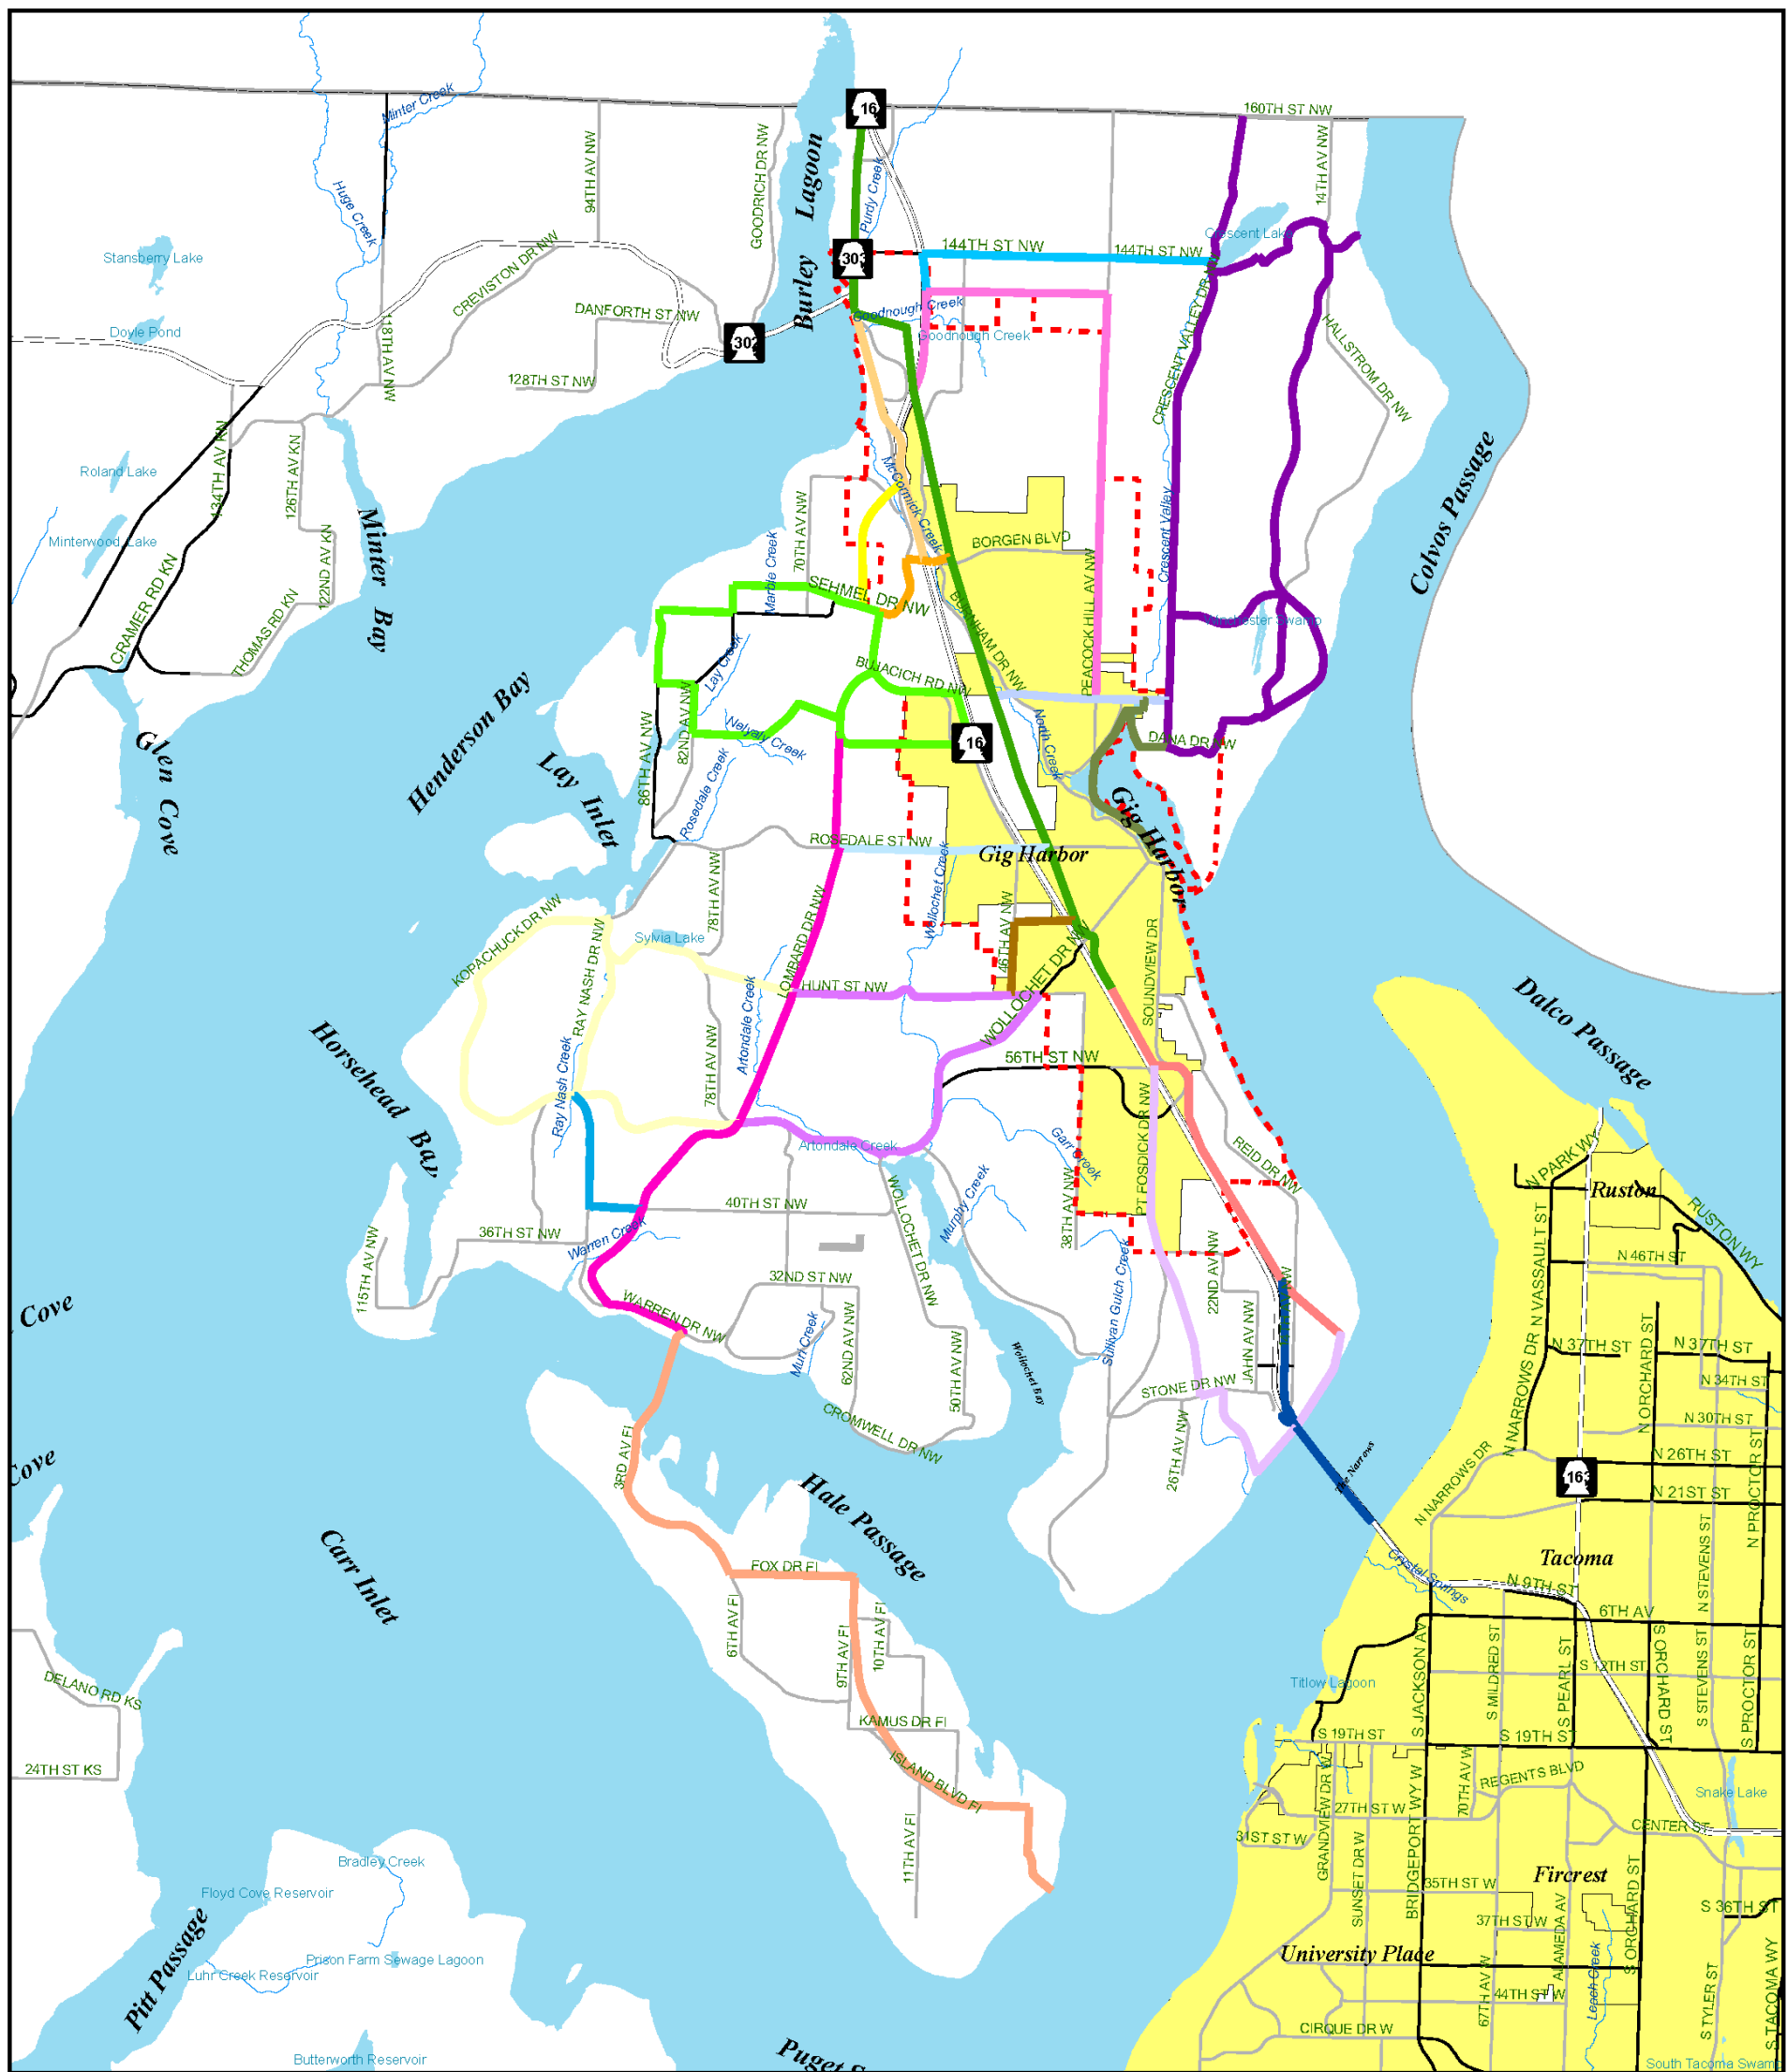 16
160TH ST NW
Minter Creek
94TH AV NW
GOODRICH DR NW
14TH AV NW
Burley Lagoon
Purdy Creek
Huge Creek
Stansberry Lake
CREVISTON DR NW
303
144TH ST NW
144TH ST NW
Crescent Lake
Doyle Pond
118TH AV NW
DANFORTH ST NW
302
Goodnough Creek
Goodnough Creek
CRESCENT VALLEY DR NW
HALLSTROM DR NW
128TH ST NW
134TH AV KN
126TH AV KN
Roland Lake
McCormick Creek
Colvos Passage
Minterwood Lake
Minter Bay
122ND AV KN
70TH AV NW
Marble Creek
BORGEN BLVD
Crescent Valley
CRAMER RD KN
THOMAS RD KN
SEHMEL DR NW
BURNHAM DR NW
PEACOCK HILL AV NW
Winchester Swamp
Lay Creek
BUJACICH RD NW
Henderson Bay
Glen Cove
86TH AV NW
82ND AV NW
Nelyaly Creek
16
North Creek
DANA DR NW
Lay Inlet
Rosedale Creek
ROSEDALE ST NW
Gig Harbor
Gig Harbor
Wollochet Creek
78TH AV NW
LOMBARD DR NW
46TH AV NW
KOPACHUCK DR NW
RAY NASH DR NW
Sylvia Lake
WOLLOCHET DR NW
SOUNDVIEW DR
HUNT ST NW
Dalco Passage
Horsehead Bay
Ray Nash Creek
78TH AV NW
Artondale Creek
56TH ST NW
PT FOSDICK DR NW
Artondale Creek
Garr Creek
REID DR NW
N PARK WY
Ruston
RUSTON WY
WOLLOCHET DR NW
Murphy Creek
38TH AV NW
40TH ST NW
36TH ST NW
Warren Creek
115TH AV NW
32ND ST NW
22ND AV NW
N VASSAULT ST
N 46TH ST
Cove
WARREN DR NW
Murl Creek
62ND AV NW
50TH AV NW
Wollochet Bay
Sullivan Gulch Creek
JAHN AV NW
STONE DR NW
26TH AV NW
N NARROWS DR
N 37TH ST
N 37TH ST
N ORCHARD ST
N 34TH ST
N 30TH ST
CROMWELL DR NW
3RD AV FI
Cove
The Narrows
N NARROWS DR
N 26TH ST
163
N 21ST ST
N PROCTOR ST
N STEVENS ST
Hale Passage
Carr Inlet
FOX DR FI
Tacoma
Crystal Springs
N 9TH ST
6TH AV
6TH AV FI
9TH AV FI
10TH AV FI
S JACKSON AV
S MILDRED ST
S PEARL ST
S 12TH ST
S ORCHARD ST
S STEVENS ST
S PROCTOR ST
DELANO RD KS
Titlow Lagoon
KAMUS DR FI
S 19TH ST
S 19TH ST
24TH ST KS
ISLAND BLVD FI
GRANDVIEW DR W
BRIDGEPORT WY W
70TH AV W
REGENTS BLVD
Snake Lake
27TH ST W
CENTER ST
31ST ST W
SUNSET DR W
11TH AV FI
Bradley Creek
Floyd Cove Reservoir
35TH ST W
Fircrest
S 36TH ST
37TH ST W
ALAMEDA AV
S ORCHARD ST
Pitt Passage
Prison Farm Sewage Lagoon
Luhr Creek Reservoir
University Place
67TH AV W
44TH ST W
Leach Creek
S TYLER ST
S TACOMA WY
CIRQUE DR W
Butterworth Reservoir
Puget S
South Tacoma Swamp